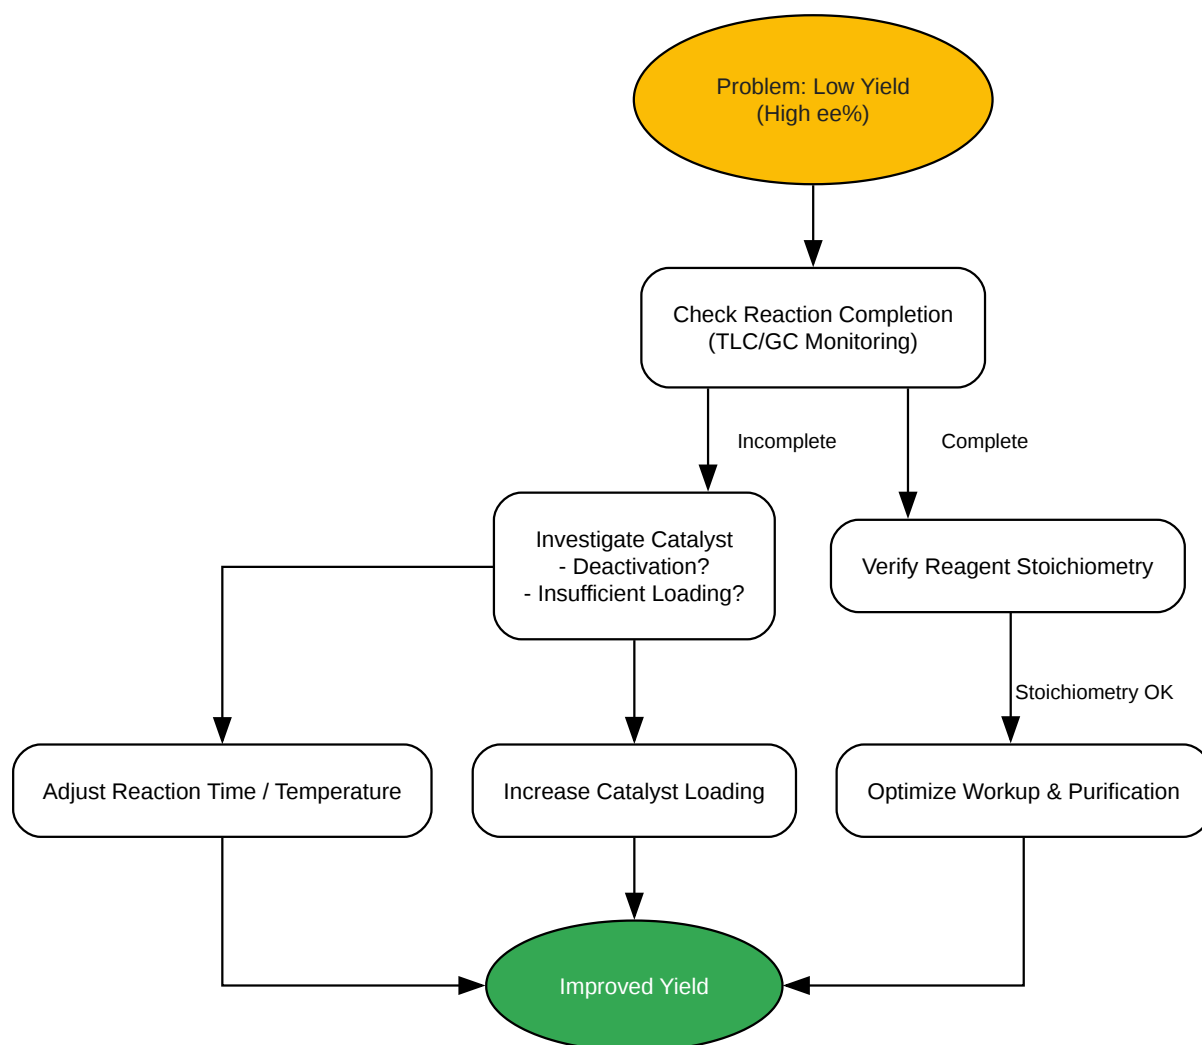 Problem: Low Yield
(High ee%)
Check Reaction Completion
(TLC/GC Monitoring)
Incomplete
Complete
Investigate Catalyst
- Deactivation?
- Insufficient Loading?
Verify Reagent Stoichiometry
Stoichiometry OK
Adjust Reaction Time / Temperature
Increase Catalyst Loading
Optimize Workup & Purification
Improved Yield